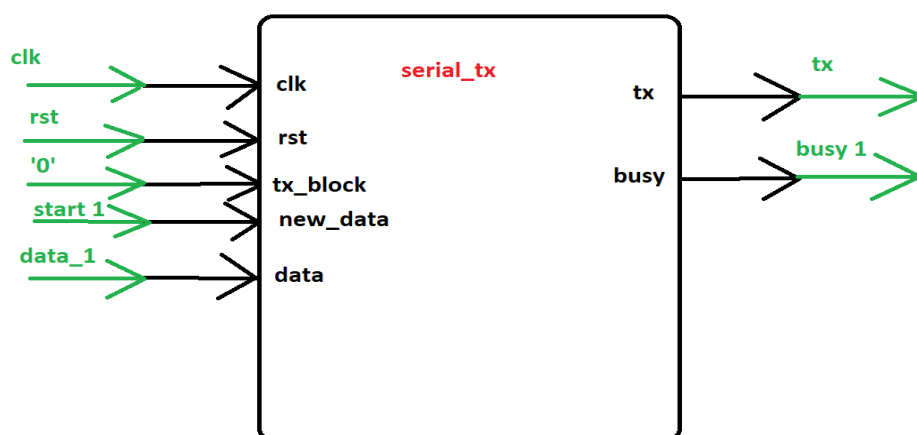 clk
rst
'0'
start 1
data_1
clk
rst
tx_block
new_data
data
serial_tx
tx
busy
tx
busy 1